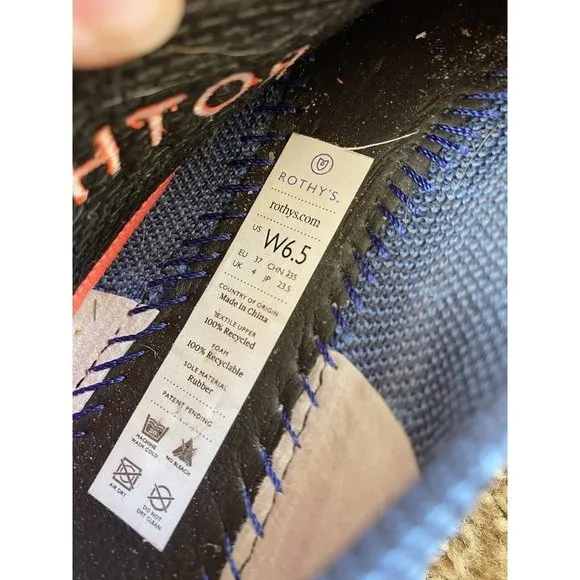 HTOR
ROTHY'S
rothys.com
US W6.5
EU 37 CHN 235
UK 4 JP 23.5
COUNTRY OF ORIGIN
Made in China
TEXTILE UPPER
100% Recycled
FOAM
100% Recyclable
SOLE MATERIAL
Rubber
PATENT PENDING
MACHINE WASH COLD
NO BLEACH
AIR DRY
DO NOT DRY CLEAN